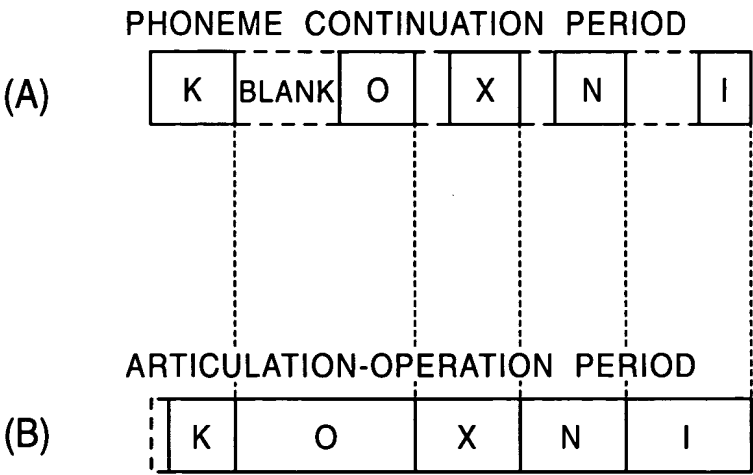 PHONEME CONTINUATION PERIOD
(A) K BLANK O X N I
ARTICULATION-OPERATION PERIOD
(B) K O X N I